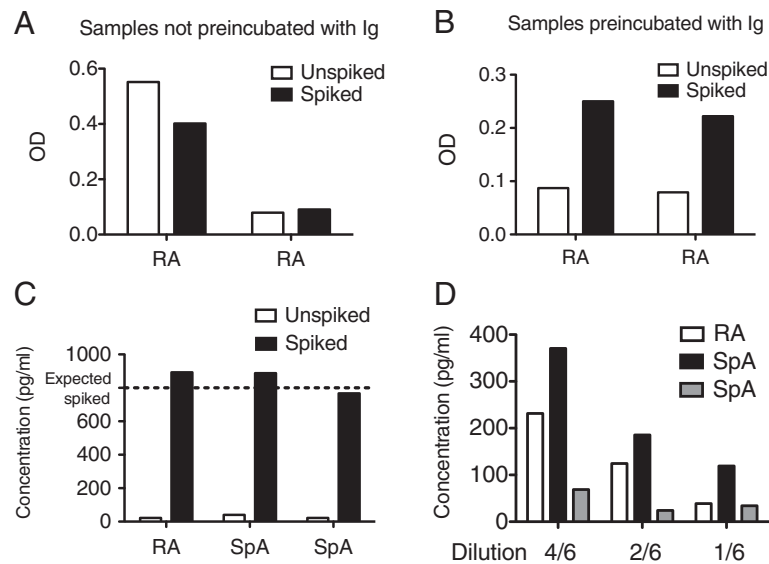 A
Samples not preincubated with Ig
Unspiked
Spiked
OD
0.6
0.4
0.2
0.0
RA
RA
B
Samples preincubated with Ig
Unspiked
Spiked
OD
0.3
0.2
0.1
0.0
RA
RA
C
Unspiked
Spiked
Concentration (pg/ml)
1000
Expected
spiked
600
400
200
0
RA
SpA
SpA
D
RA
SpA
SpA
Concentration (pg/ml)
400
300
200
100
0
Dilution 4/6 2/6 1/6